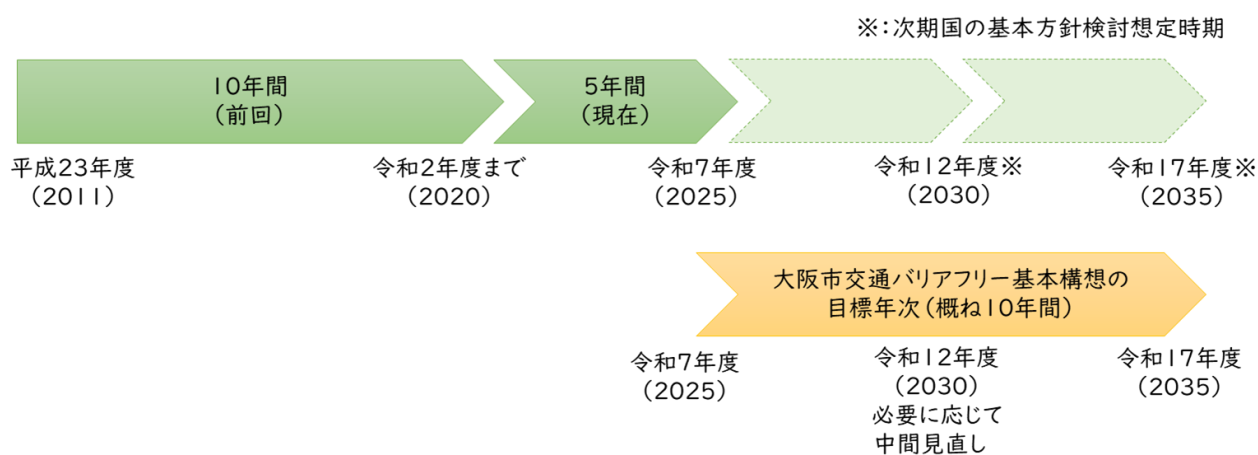 ※：次期国の基本方針検討想定時期
10年間
（前回）
5年間
（現在）
平成23年度
（2011）
令和2年度まで
（2020）
令和7年度
（2025）
令和12年度※
（2030）
令和17年度※
（2035）
大阪市交通バリアフリー基本構想の
目標年次（概ね10年間）
令和7年度
（2025）
令和12年度
（2030）
必要に応じて
中間見直し
令和17年度
（2035）